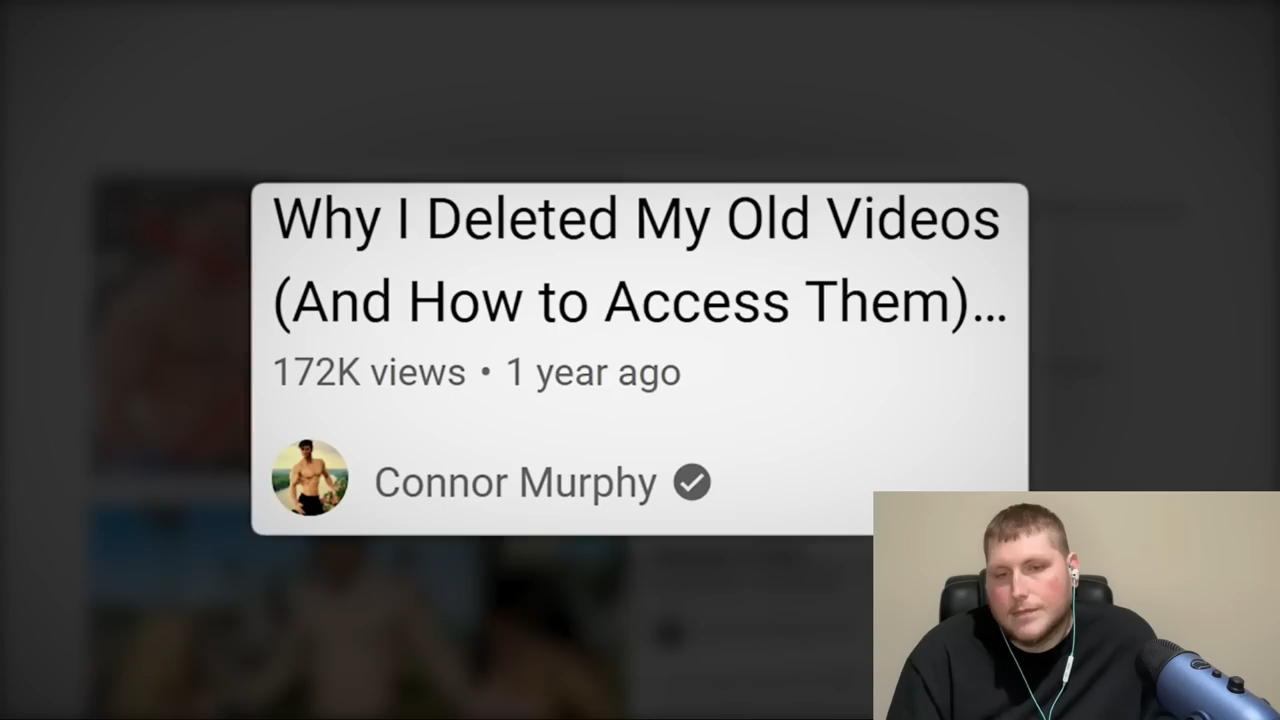 Why I Deleted My Old Videos
(And How to Access Them)...
172K views • 1 year ago
Connor Murphy